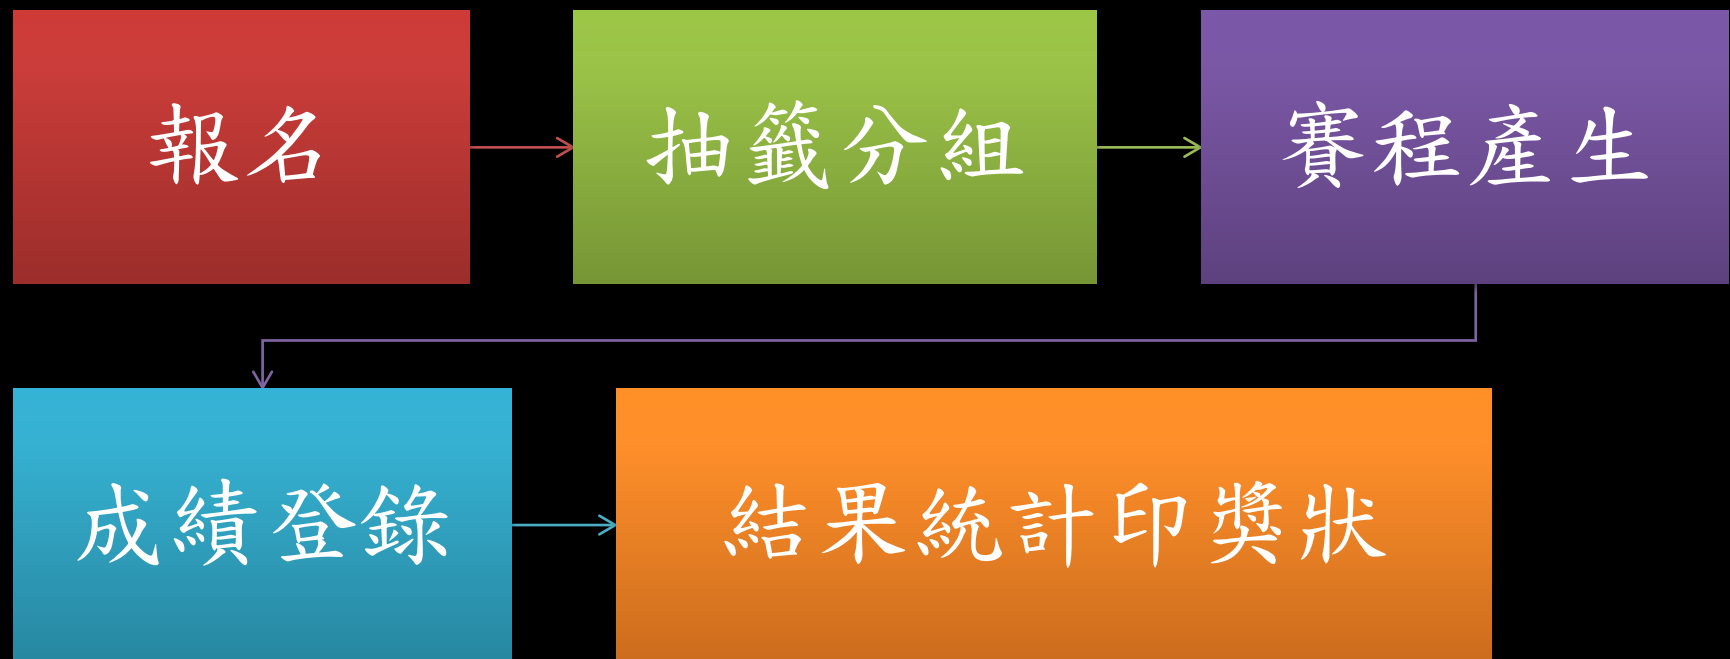 報名
抽籤分組
賽程產生
成績登錄
結果統計印獎狀